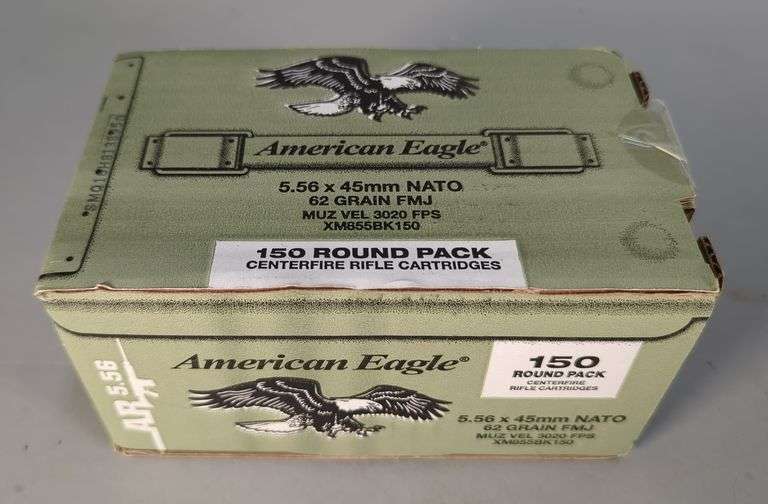 American Eagle®
5.56 x 45mm NATO
62 GRAIN FMJ
MUZ VEL 3020 FPS
XM855BK150
150 ROUND PACK
CENTERFIRE RIFLE CARTRIDGES
AR 5.56
American Eagle®
150
ROUND PACK
CENTERFIRE
RIFLE CARTRIDGES
5.56 x 45mm NATO
62 GRAIN FMJ
MUZ VEL 3020 FPS
XM855BK150